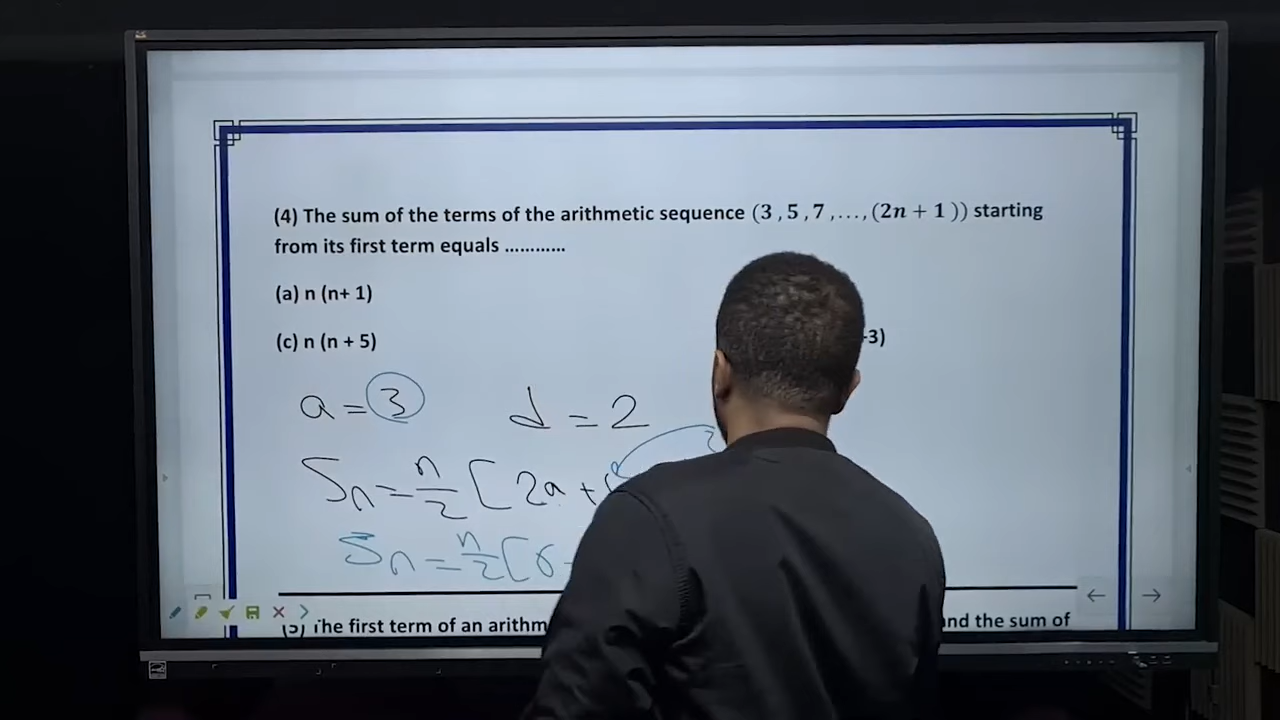 (4) The sum of the terms of the arithmetic sequence (3 , 5 , 7 , ..., (2n + 1 )) starting
from its first term equals ............
(a) n (n+ 1)
(c) n (n + 5)
3)
a = 3 d = 2
Sn = n/2 [ 2a +
Sn = n/2 [ 6
The first term of an arithm
nd the sum of